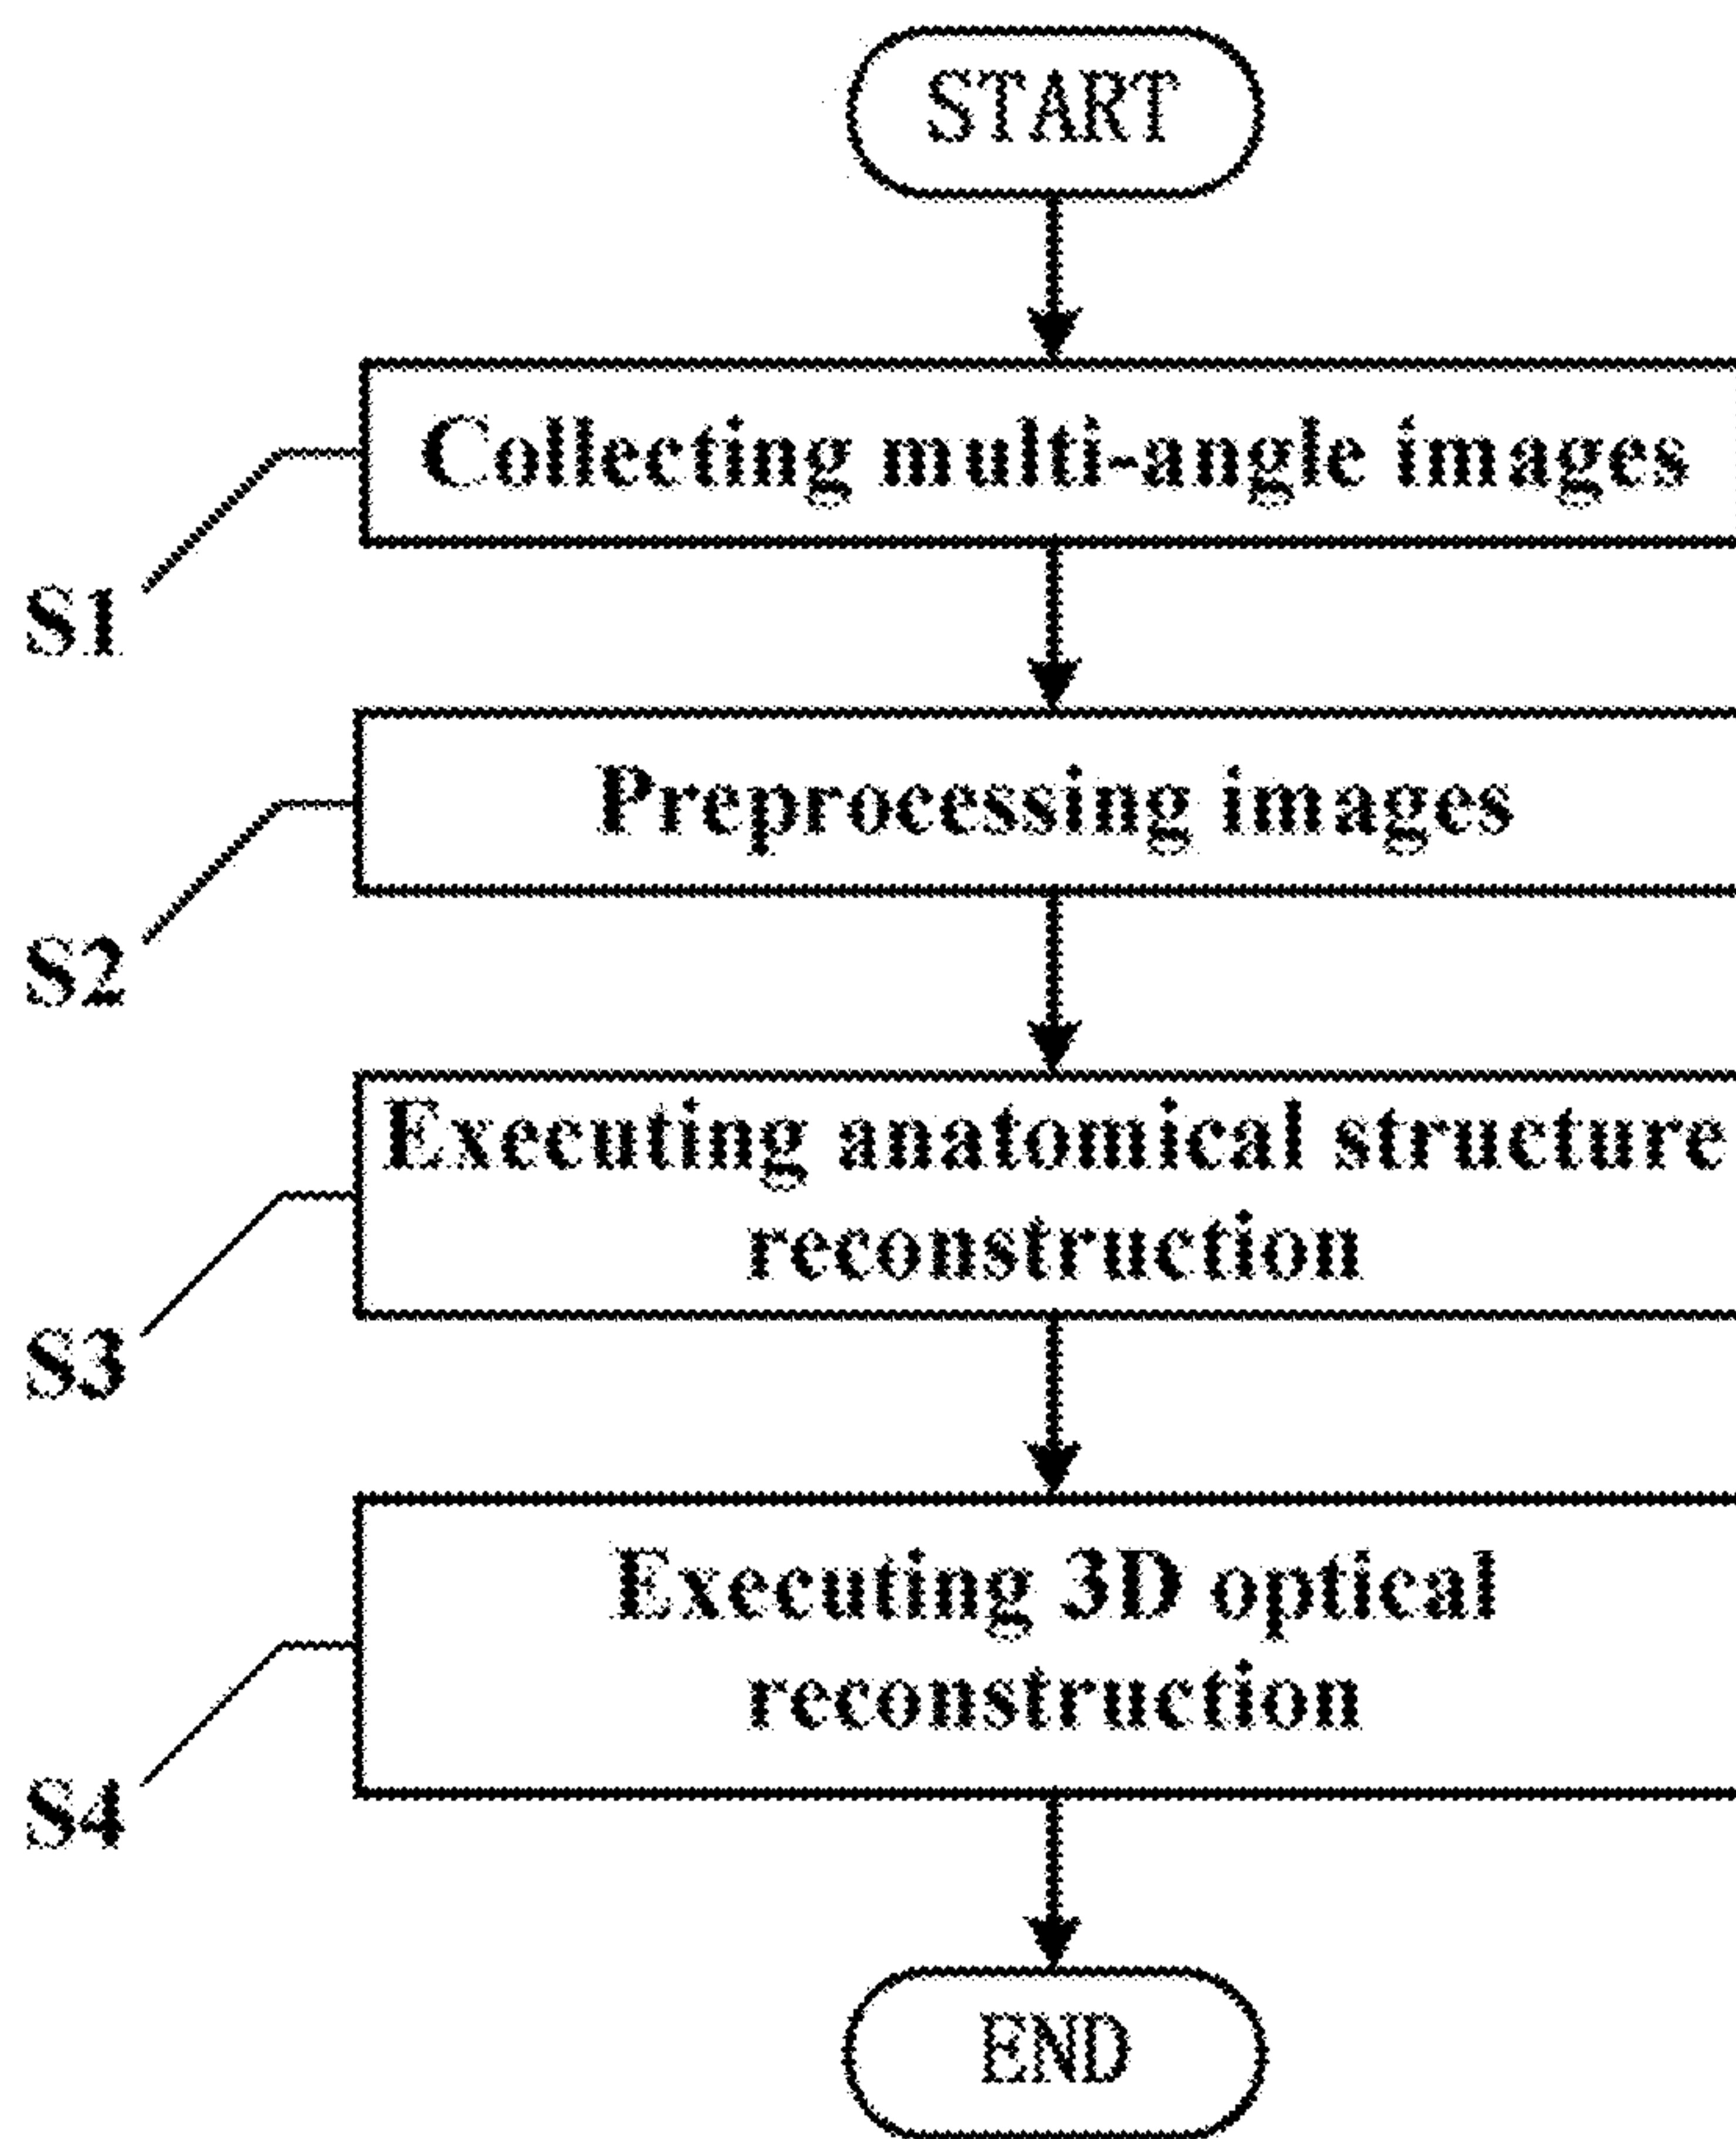 START
Collecting multi-angle images
S1
Preprocessing images
S2
Executing anatomical structure
reconstruction
S3
Executing 3D optical
reconstruction
S4
END